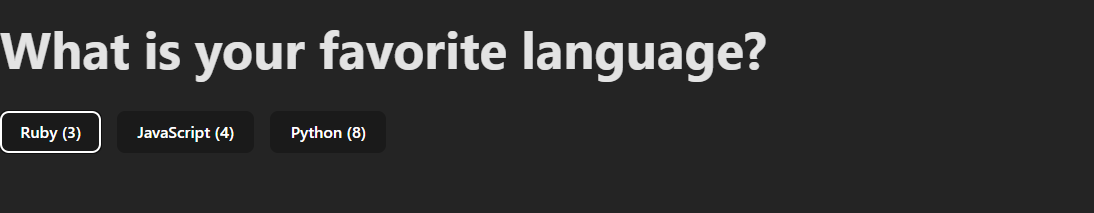 What is your favorite language?
Ruby (3) JavaScript (4) Python (8)